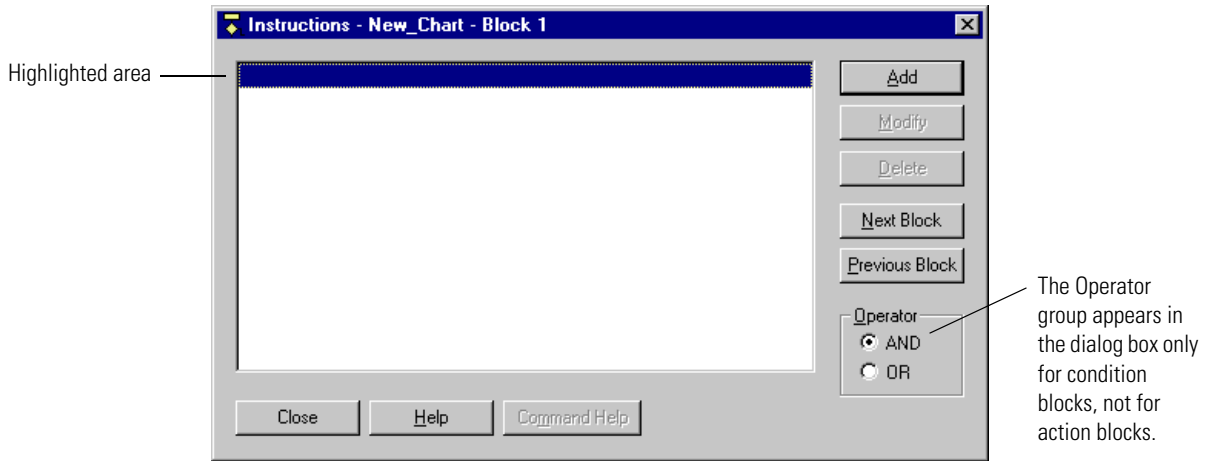 Instructions - New_Chart - Block 1
Highlighted area
Add
Modify
Delete
Next Block
Previous Block
Operator
AND
OR
The Operator
group appears in
the dialog box only
for condition
blocks, not for
action blocks.
Close
Help
Command Help